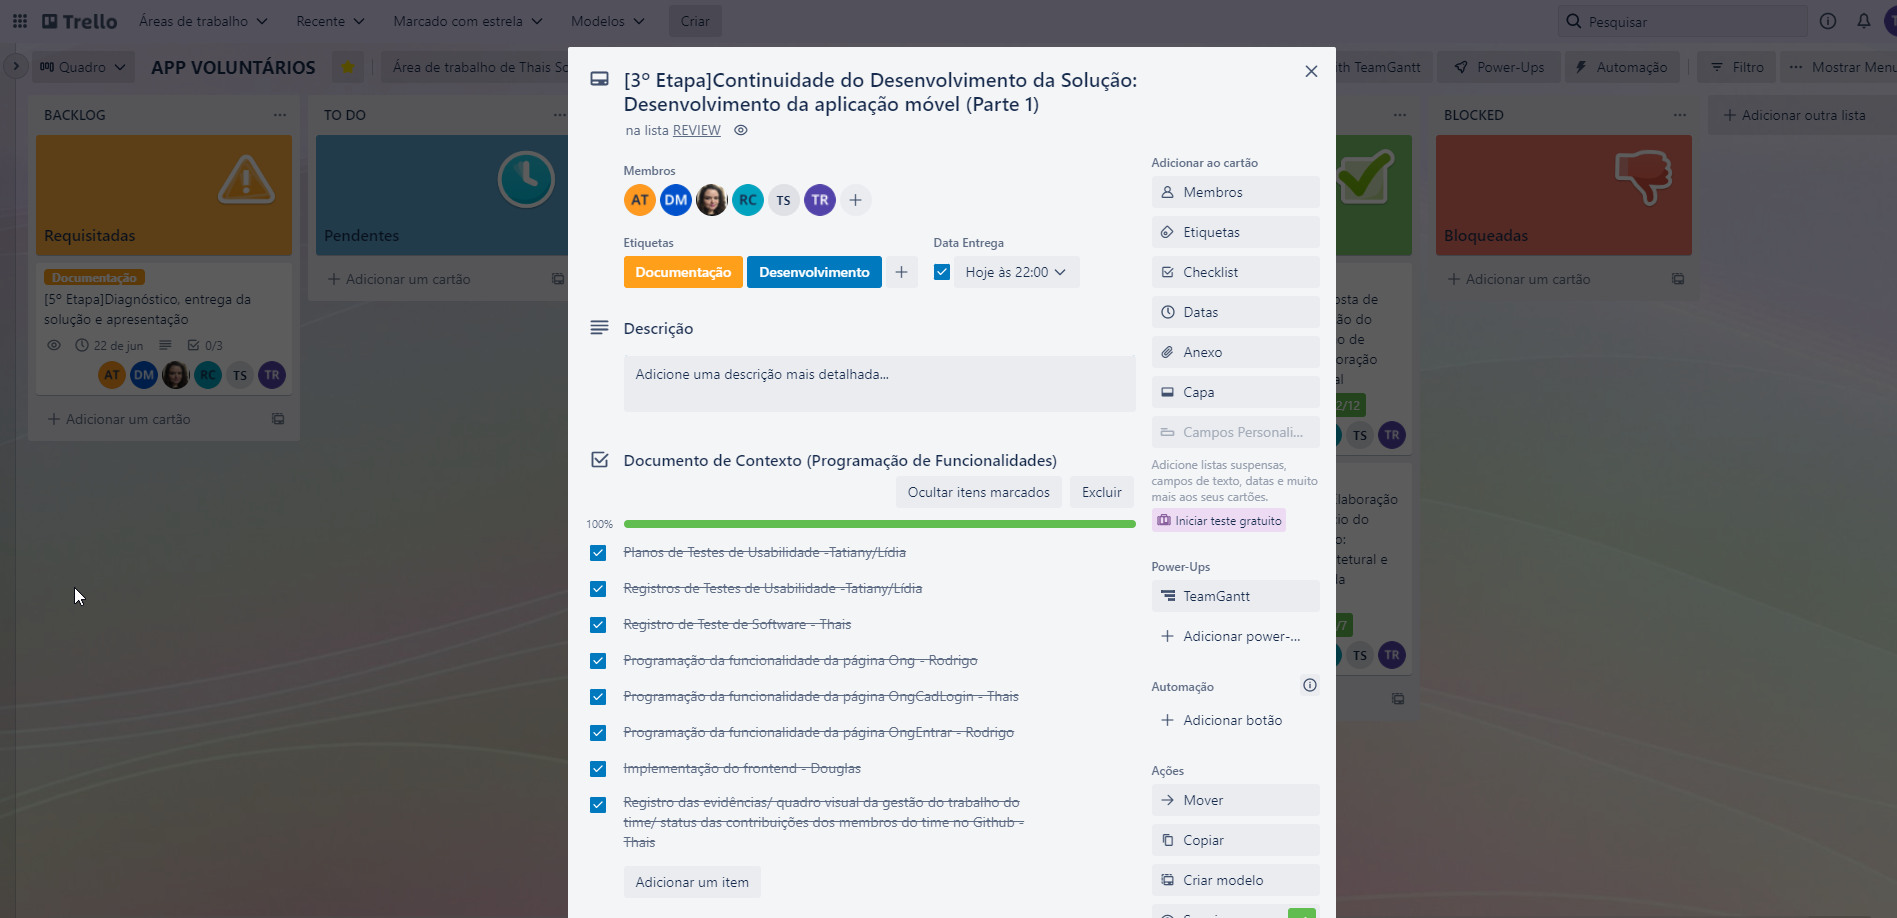 Trello
Áreas de trabalho
Recente
Marcado com estrela
Modelos
Criar
Pesquisar
Quadro
APP VOLUNTÁRIOS
Área de trabalho de Thais
th TeamGantt
Power-Ups
Automação
Filtro
Mostrar Menu
BACKLOG
Requisitadas
Documentação
[5º Etapa]Diagnóstico, entrega da
solução e apresentação
22 de jun
0/3
AT DM RC TS TR
Adicionar um cartão
TO DO
Pendentes
Adicionar um cartão
[3º Etapa]Continuidade do Desenvolvimento da Solução:
Desenvolvimento da aplicação móvel (Parte 1)
na lista REVIEW
Membros
AT DM RC TS TR
Etiquetas
Documentação Desenvolvimento
Data Entrega
Hoje às 22:00
Descrição
Adicione uma descrição mais detalhada...
Documento de Contexto (Programação de Funcionalidades)
Ocultar itens marcados
Excluir
100%
Planos de Testes de Usabilidade -Tatiany/Lídia
Registros de Testes de Usabilidade -Tatiany/Lídia
Registro de Teste de Software - Thais
Programação da funcionalidade da página Ong - Rodrigo
Programação da funcionalidade da página OngCadLogin - Thais
Programação da funcionalidade da página OngEntrar - Rodrigo
Implementação do frontend - Douglas
Registro das evidências/ quadro visual da gestão do trabalho do
time/ status das contribuições dos membros do time no Github -
Thais
Adicionar um item
Adicionar ao cartão
Membros
Etiquetas
Checklist
Datas
Anexo
Capa
Campos Personali...
Adicione listas suspensas,
campos de texto, datas e muito
mais aos seus cartões.
Iniciar teste gratuito
Power-Ups
TeamGantt
Adicionar power-...
Automação
Adicionar botão
Ações
Mover
Copiar
Criar modelo
osta de
ão do
o de
oração
l
2/12
TS TR
laboração
io do
o:
tetural e
la
/7
TS TR
BLOCKED
Bloqueadas
Adicionar um cartão
Adicionar outra lista